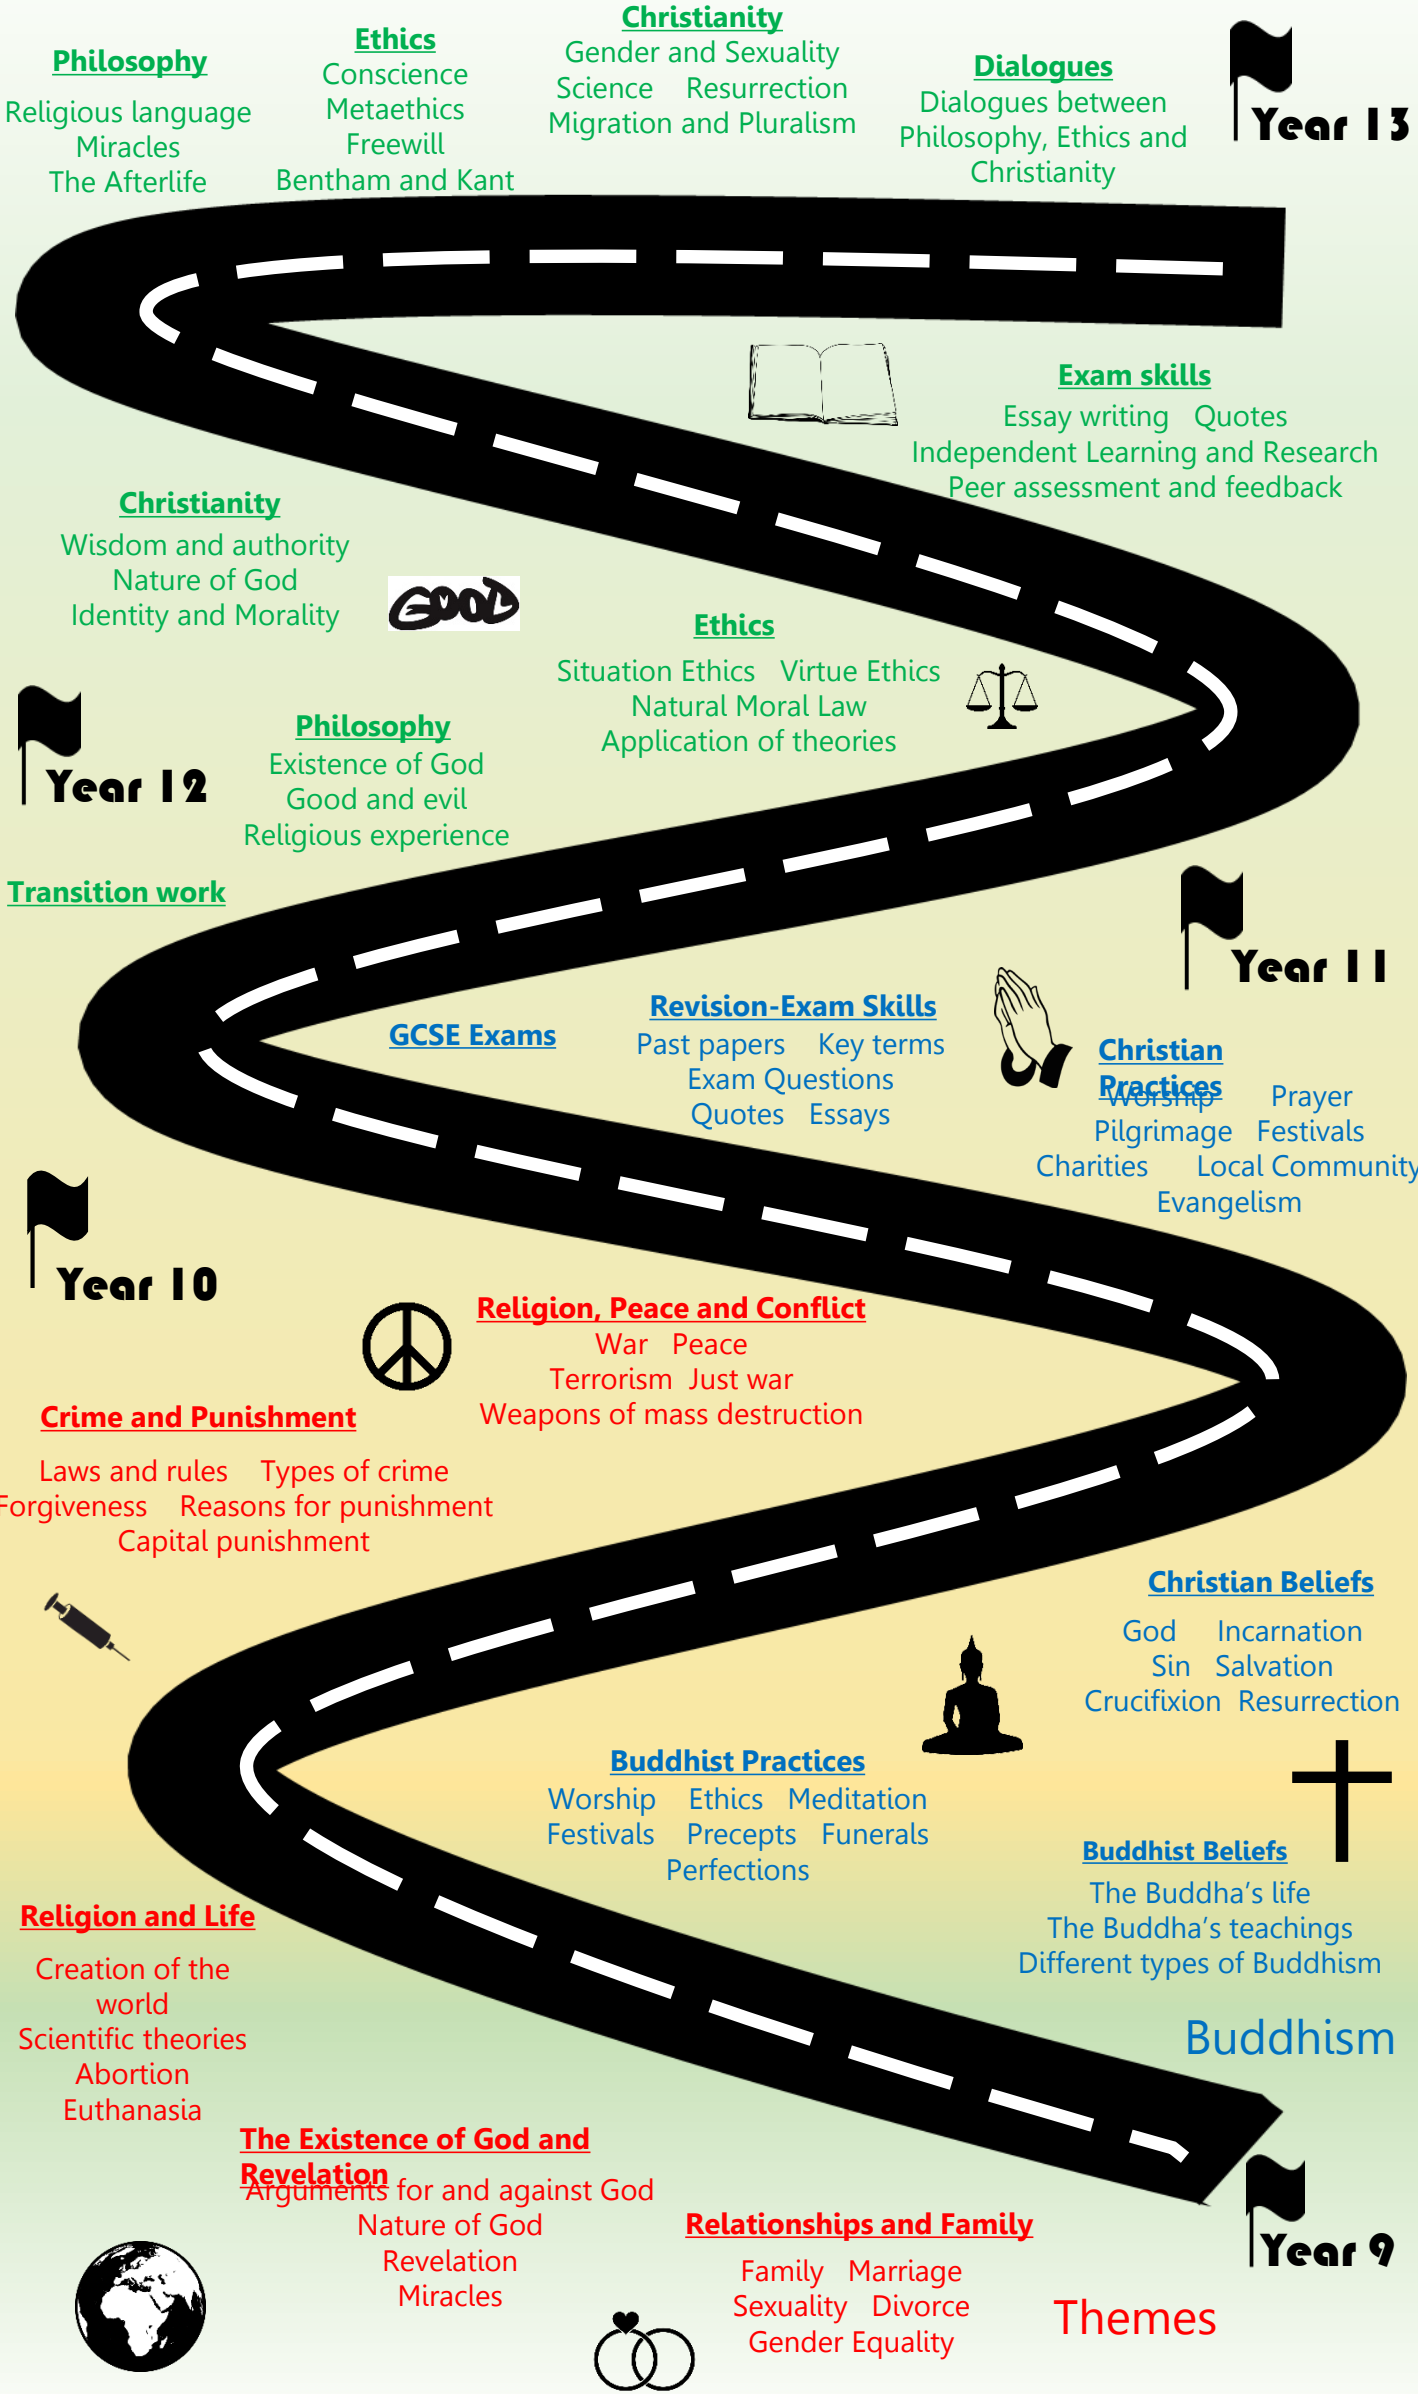 Philosophy
Religious language
Miracles
The Afterlife
Ethics
Conscience
Metaethics
Freewill
Bentham and Kant
Christianity
Gender and Sexuality
Science Resurrection
Migration and Pluralism
Dialogues
Dialogues between
Philosophy, Ethics and
Christianity
Year 13
Exam skills
Essay writing Quotes
Independent Learning and Research
Peer assessment and feedback
Christianity
Wisdom and authority
Nature of God
Identity and Morality
GOOD
Ethics
Situation Ethics Virtue Ethics
Natural Moral Law
Application of theories
Year 12
Philosophy
Existence of God
Good and evil
Religious experience
Transition work
Year 11
GCSE Exams
Revision-Exam Skills
Past papers Key terms
Exam Questions
Quotes Essays
Christian
Practices
Worship Prayer
Pilgrimage Festivals
Charities Local Community
Evangelism
Year 10
Religion, Peace and Conflict
War Peace
Terrorism Just war
Weapons of mass destruction
Crime and Punishment
Laws and rules Types of crime
Forgiveness Reasons for punishment
Capital punishment
Christian Beliefs
God Incarnation
Sin Salvation
Crucifixion Resurrection
Buddhist Practices
Worship Ethics Meditation
Festivals Precepts Funerals
Perfections
Buddhist Beliefs
The Buddha's life
The Buddha's teachings
Different types of Buddhism
Buddhism
Religion and Life
Creation of the
world
Scientific theories
Abortion
Euthanasia
The Existence of God and
Revelation
Arguments for and against God
Nature of God
Revelation
Miracles
Relationships and Family
Family Marriage
Sexuality Divorce
Gender Equality
Year 9
Themes